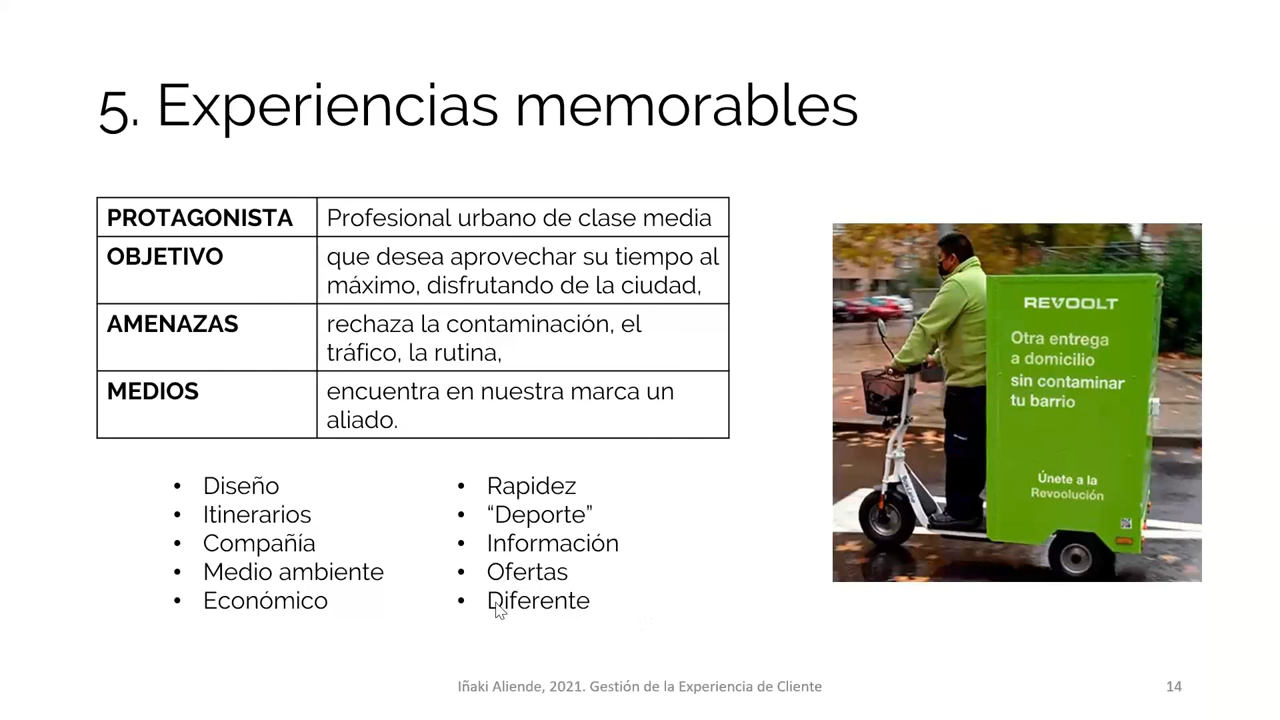 5. Experiencias memorables
PROTAGONISTA
Profesional urbano de clase media
OBJETIVO
que desea aprovechar su tiempo al
máximo, disfrutando de la ciudad,
AMENAZAS
rechaza la contaminación, el
tráfico, la rutina,
MEDIOS
encuentra en nuestra marca un
aliado.
• Diseño
• Itinerarios
• Compañía
• Medio ambiente
• Económico
• Rapidez
• “Deporte”
• Información
• Ofertas
• Diferente
REVOOLT
Otra entrega
a domicilio
sin contaminar
tu barrio
Únete a la
Revoolución
Iñaki Aliende, 2021. Gestión de la Experiencia de Cliente
14